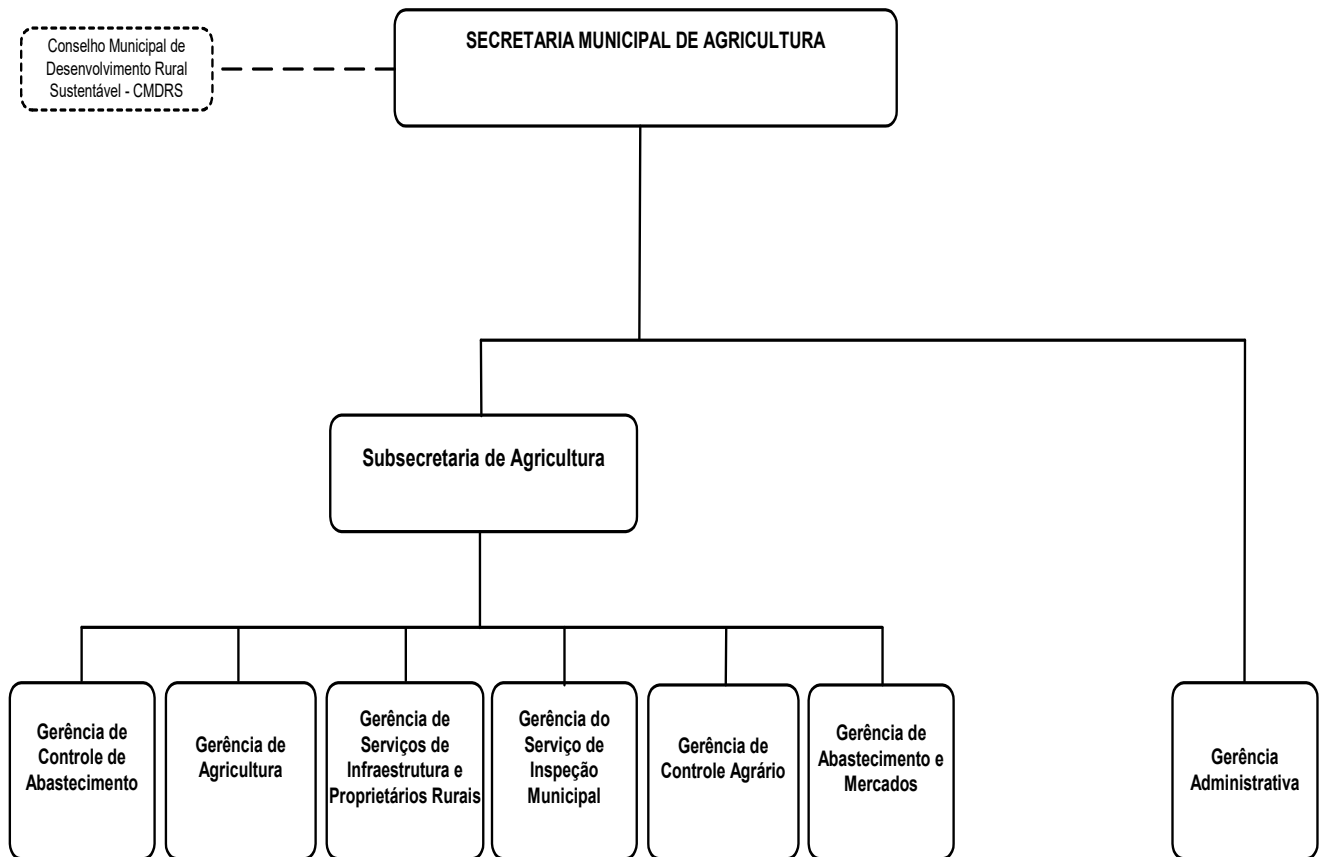 Conselho Municipal de
Desenvolvimento Rural
Sustentável - CMDRS
SECRETARIA MUNICIPAL DE AGRICULTURA
Subsecretaria de Agricultura
Gerência de
Controle de
Abastecimento
Gerência de
Agricultura
Gerência de
Serviços de
Infraestrutura e
Proprietários Rurais
Gerência do
Serviço de
Inspeção
Municipal
Gerência de
Controle Agrário
Gerência de
Abastecimento e
Mercados
Gerência
Administrativa